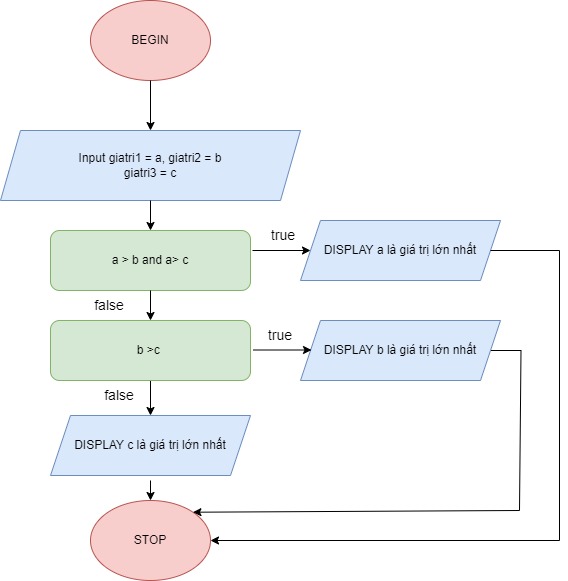 BEGIN
Input giatri1 = a, giatri2 = b
giatri3 = c
a > b and a> c
true
DISPLAY a là giá trị lớn nhất
false
b >c
true
DISPLAY b là giá trị lớn nhất
false
DISPLAY c là giá trị lớn nhất
STOP